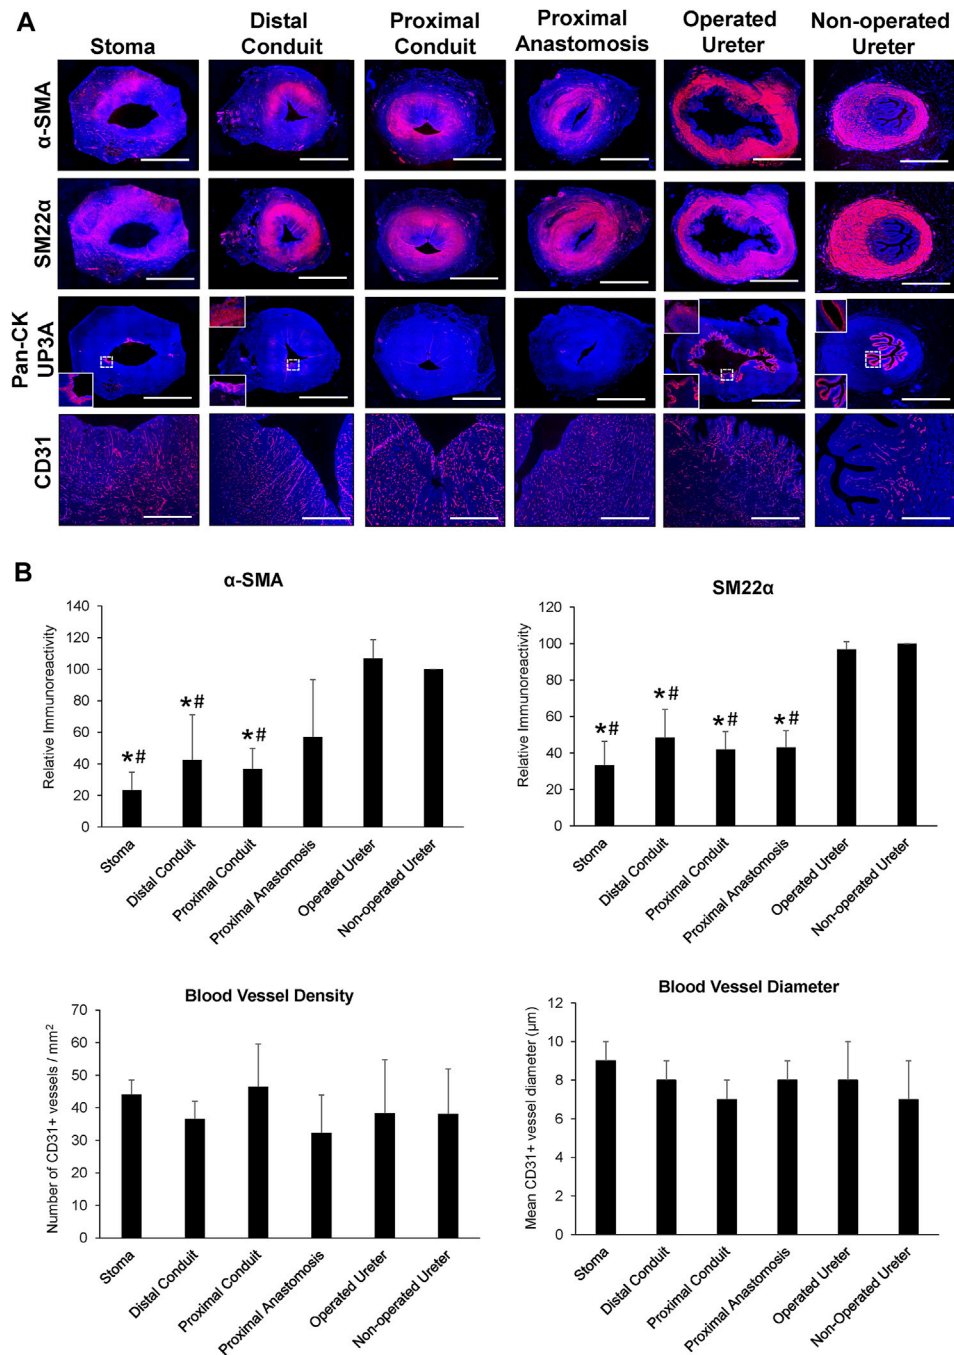 A
Stoma
Distal
Conduit
Proximal
Conduit
Proximal
Anastomosis
Operated
Ureter
Non-operated
Ureter
α-SMA
SM22α
Pan-CK
UP3A
CD31
B
α-SMA
Relative Immunoreactivity
140
120
100
80
60
40
20
0
*#
*#
*#
Stoma
Distal Conduit
Proximal Conduit
Proximal Anastomosis
Operated Ureter
Non-operated Ureter
SM22α
Relative Immunoreactivity
120
100
80
60
40
20
0
*#
*#
*#
*#
Stoma
Distal Conduit
Proximal Conduit
Proximal Anastomosis
Operated Ureter
Non-operated Ureter
Blood Vessel Density
Number of CD31+ vessels / mm²
70
60
50
40
30
20
10
0
Stoma
Distal Conduit
Proximal Conduit
Proximal Anastomosis
Operated Ureter
Non-operated Ureter
Blood Vessel Diameter
Mean CD31+ vessel diameter (µm)
12
10
8
6
4
2
0
Stoma
Distal Conduit
Proximal Conduit
Proximal Anastomosis
Operated Ureter
Non-Operated Ureter